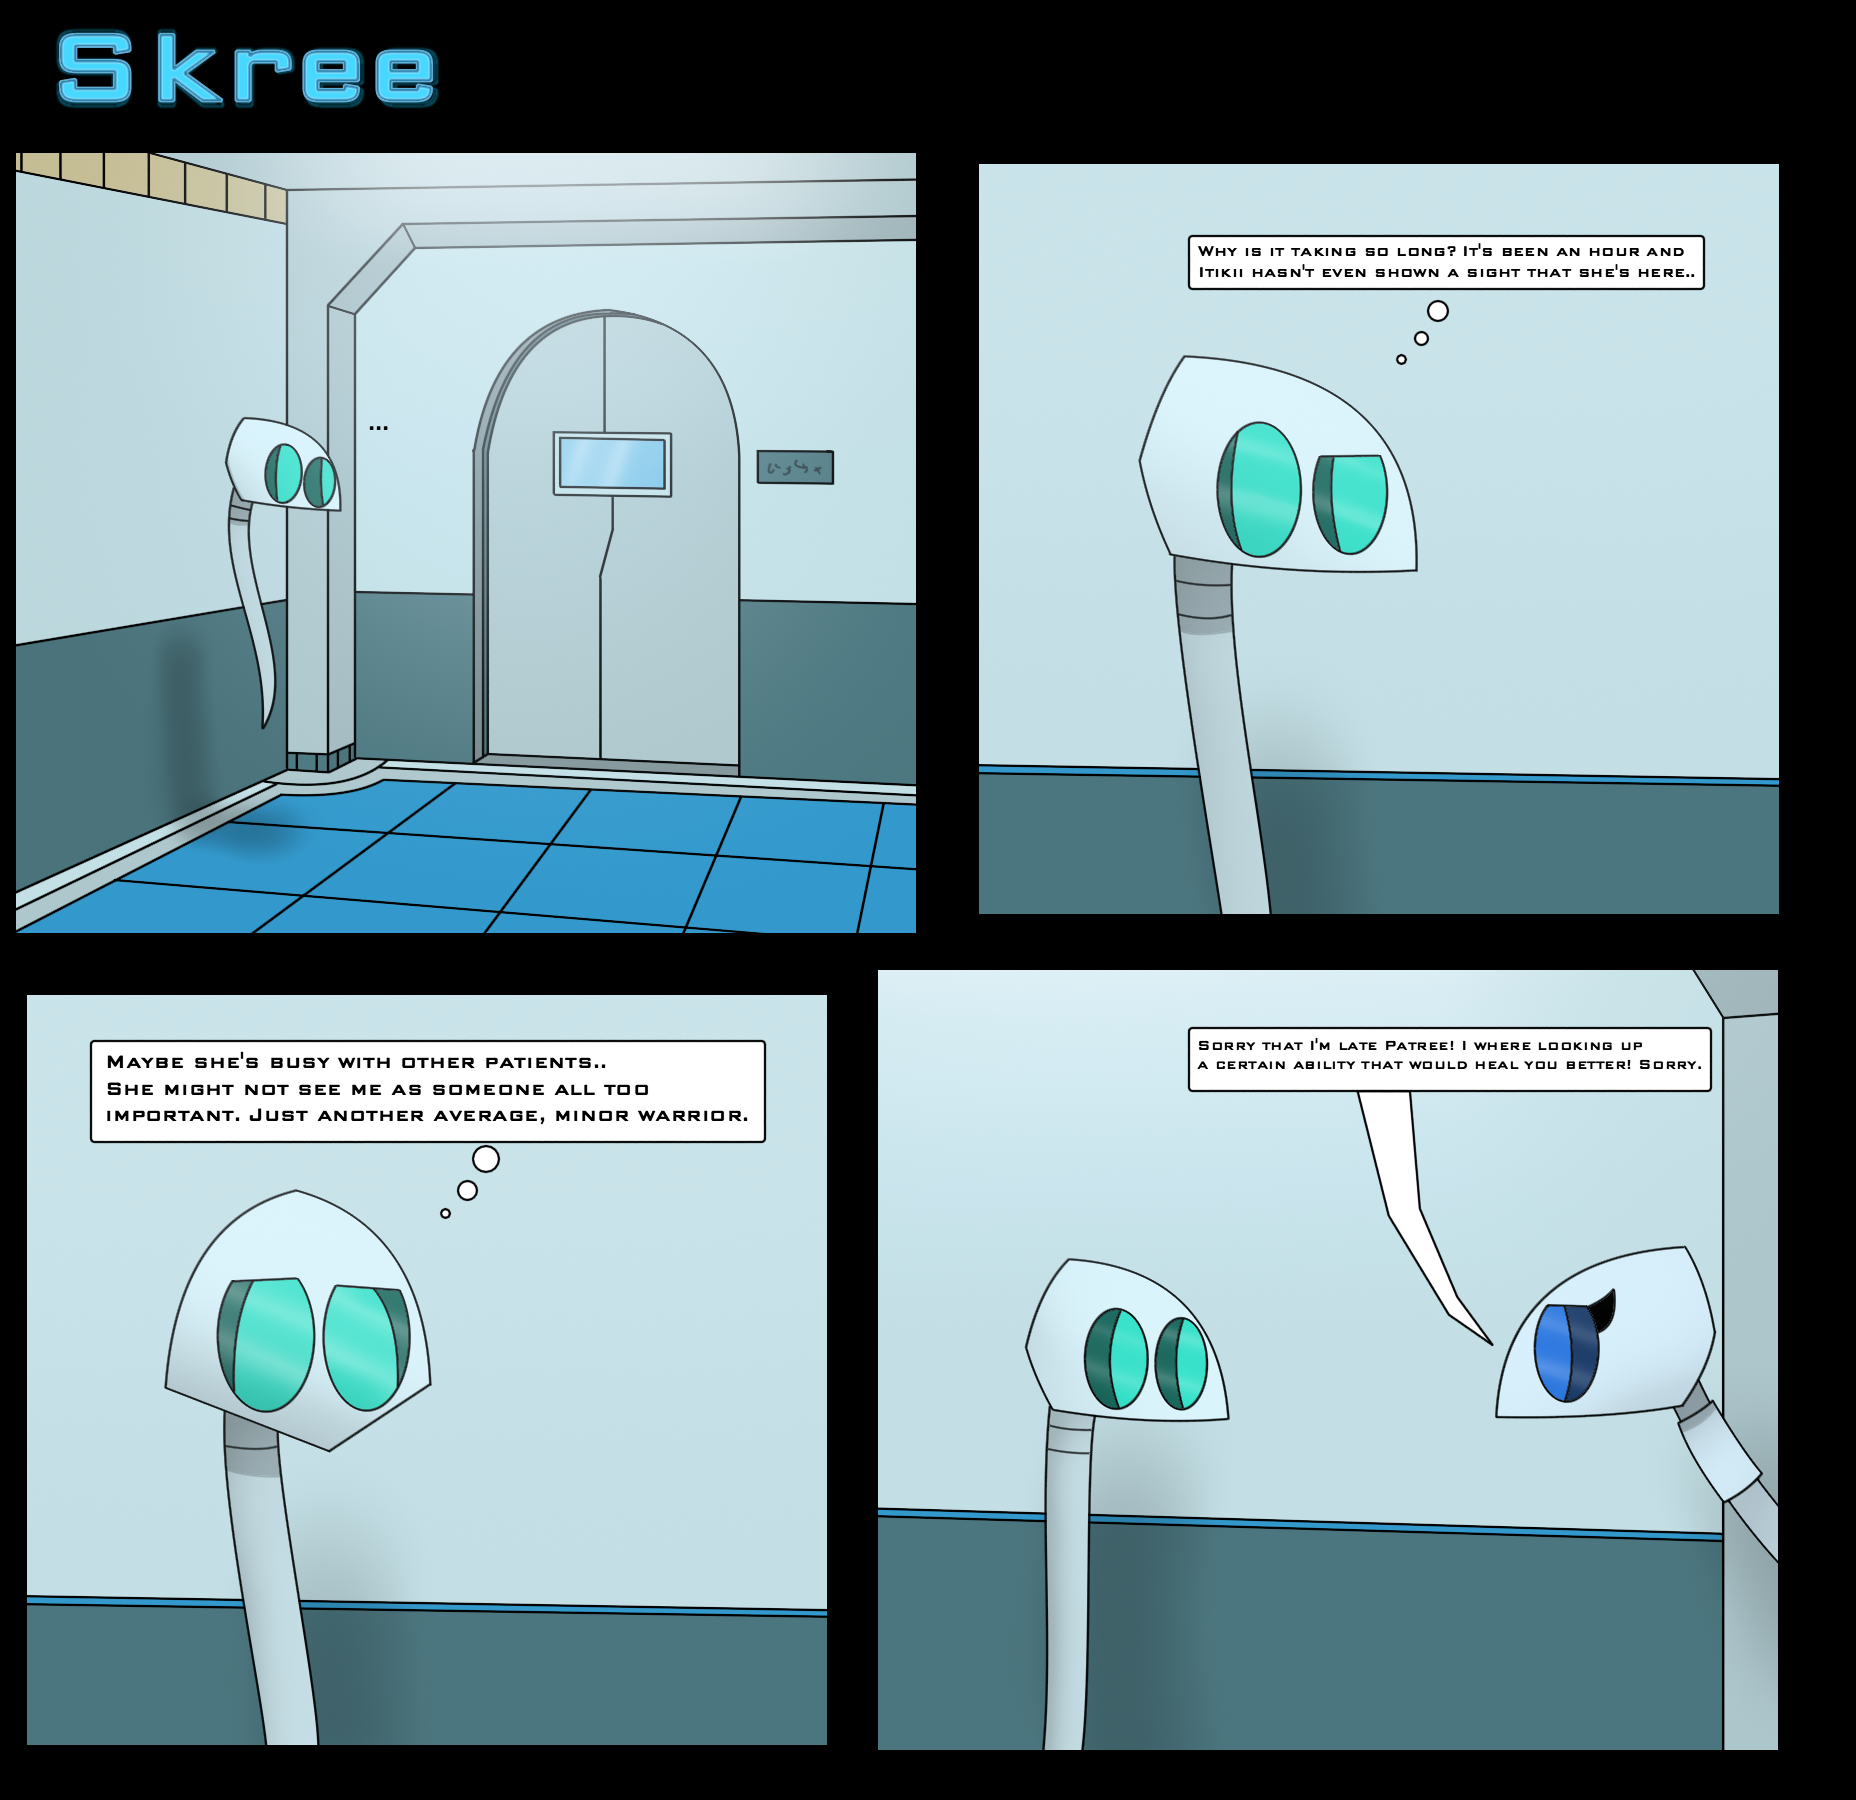 Skree
...
Why is it taking so long? It's been an hour and
Itikii hasn't even shown a sight that she's here..
Maybe she's busy with other patients..
She might not see me as someone all too
important. Just another average, minor warrior.
Sorry that I'm late Patree! I where looking up
a certain ability that would heal you better! Sorry.